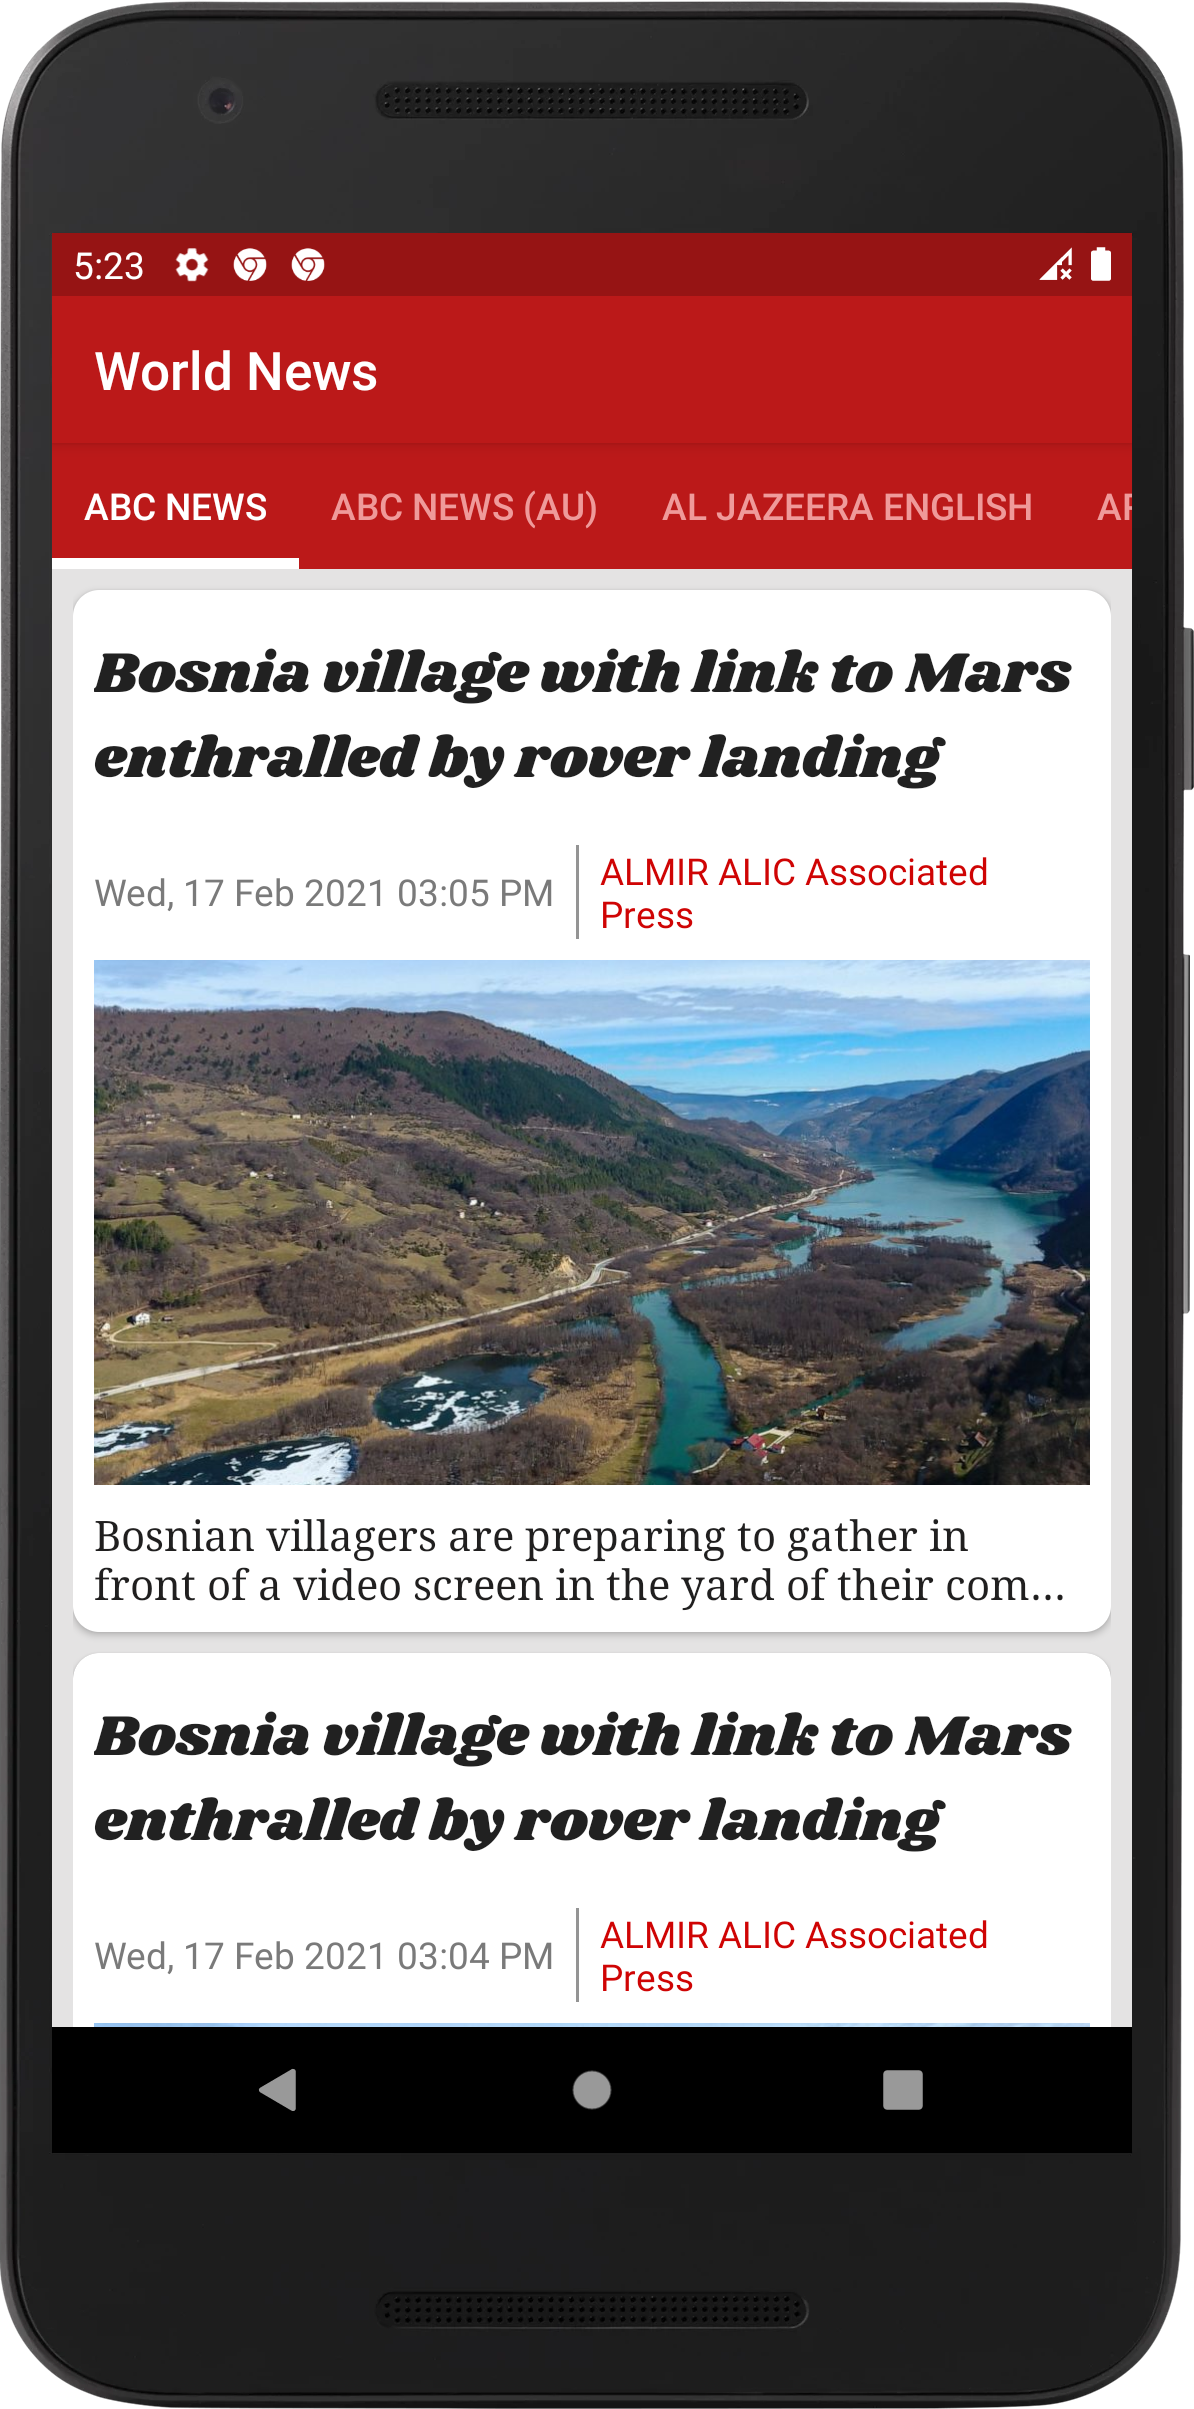 5:23
World News
ABC NEWS
ABC NEWS (AU)
AL JAZEERA ENGLISH
Bosnia village with link to Mars
enthralled by rover landing
Wed, 17 Feb 2021 03:05 PM
ALMIR ALIC Associated
Press
Bosnian villagers are preparing to gather in
front of a video screen in the yard of their com...
Bosnia village with link to Mars
enthralled by rover landing
Wed, 17 Feb 2021 03:04 PM
ALMIR ALIC Associated
Press